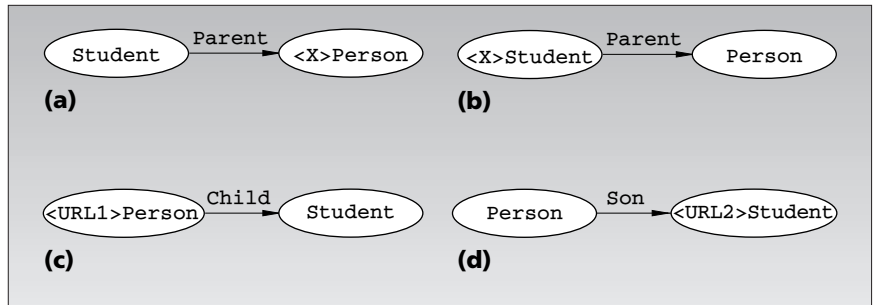 Student Parent <X>Person
(a)
<X>Student Parent Person
(b)
<URL1>Person Child Student
(c)
Person Son <URL2>Student
(d)